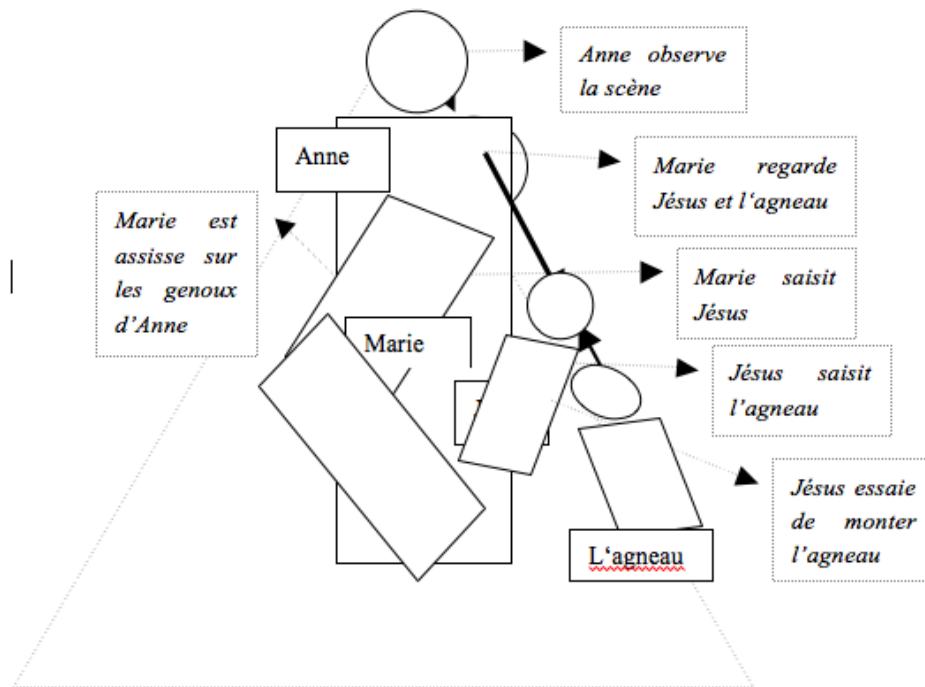 Anne observe
la scène
Anne
Marie regarde
Jésus et l‘agneau
Marie est
assisse sur
les genoux
d’Anne
Marie saisit
Jésus
Marie
Jésus saisit
l’agneau
Jésus essaie
de monter
l’agneau
L‘agneau